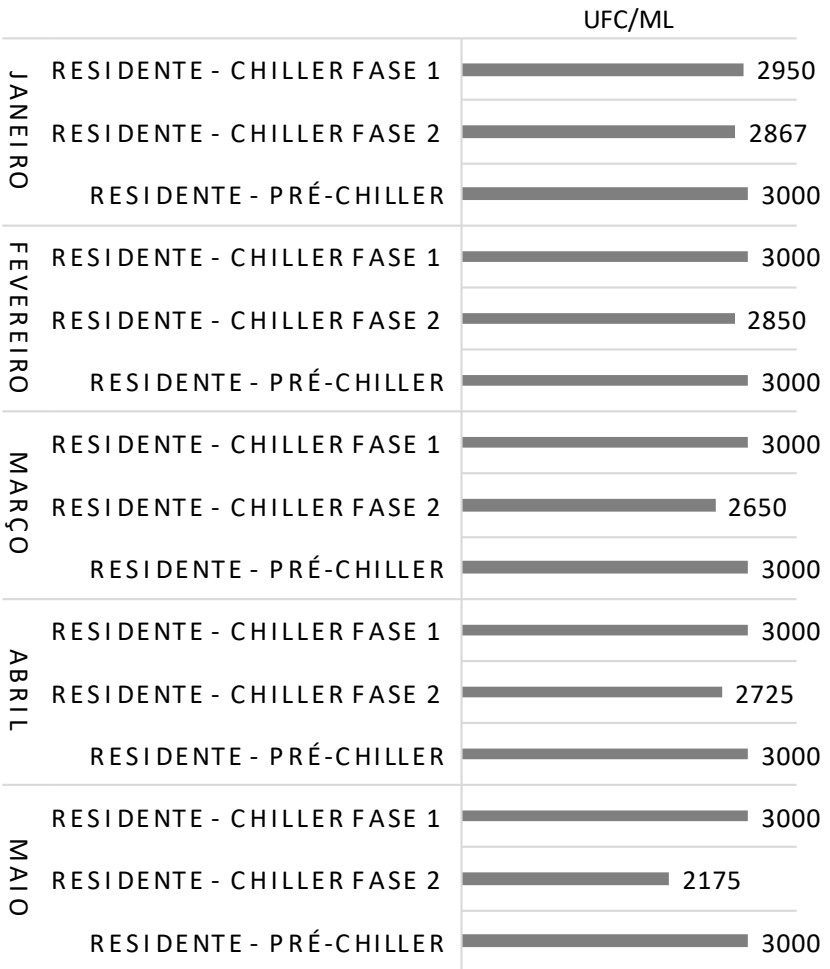 UFC/ML
JANEIRO
RESIDENTE - CHILLER FASE 1 2950
RESIDENTE - CHILLER FASE 2 2867
RESIDENTE - PRÉ-CHILLER 3000
FEVEREIRO
RESIDENTE - CHILLER FASE 1 3000
RESIDENTE - CHILLER FASE 2 2850
RESIDENTE - PRÉ-CHILLER 3000
MARÇO
RESIDENTE - CHILLER FASE 1 3000
RESIDENTE - CHILLER FASE 2 2650
RESIDENTE - PRÉ-CHILLER 3000
ABRIL
RESIDENTE - CHILLER FASE 1 3000
RESIDENTE - CHILLER FASE 2 2725
RESIDENTE - PRÉ-CHILLER 3000
MAIO
RESIDENTE - CHILLER FASE 1 3000
RESIDENTE - CHILLER FASE 2 2175
RESIDENTE - PRÉ-CHILLER 3000